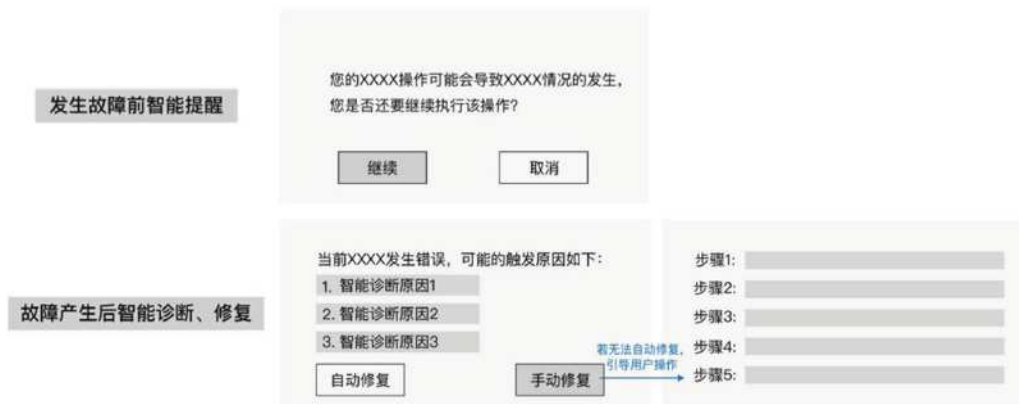 发生故障前智能提醒
您的XXXX操作可能会导致XXXX情况的发生，
您是否还要继续执行该操作？
继续
取消
故障产生后智能诊断、修复
当前XXXX发生错误，可能的触发原因如下：
1. 智能诊断原因1
2. 智能诊断原因2
3. 智能诊断原因3
自动修复
手动修复
若无法自动修复，
引导用户操作
步骤1:
步骤2:
步骤3:
步骤4:
步骤5: